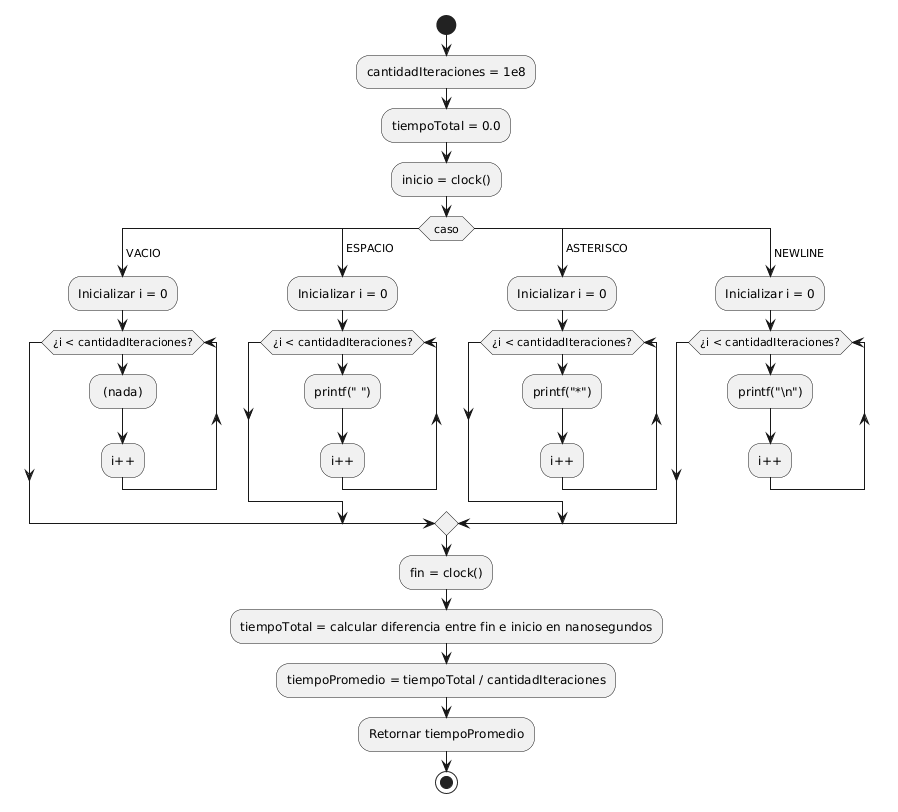 cantidadIteraciones = 1e8
tiempoTotal = 0.0
inicio = clock()
caso
VACIO
ESPACIO
ASTERISCO
NEWLINE
Inicializar i = 0
Inicializar i = 0
Inicializar i = 0
Inicializar i = 0
¿i < cantidadIteraciones?
¿i < cantidadIteraciones?
¿i < cantidadIteraciones?
¿i < cantidadIteraciones?
(nada)
printf(" ")
printf("*")
printf("\n")
i++
i++
i++
i++
fin = clock()
tiempoTotal = calcular diferencia entre fin e inicio en nanosegundos
tiempoPromedio = tiempoTotal / cantidadIteraciones
Retornar tiempoPromedio